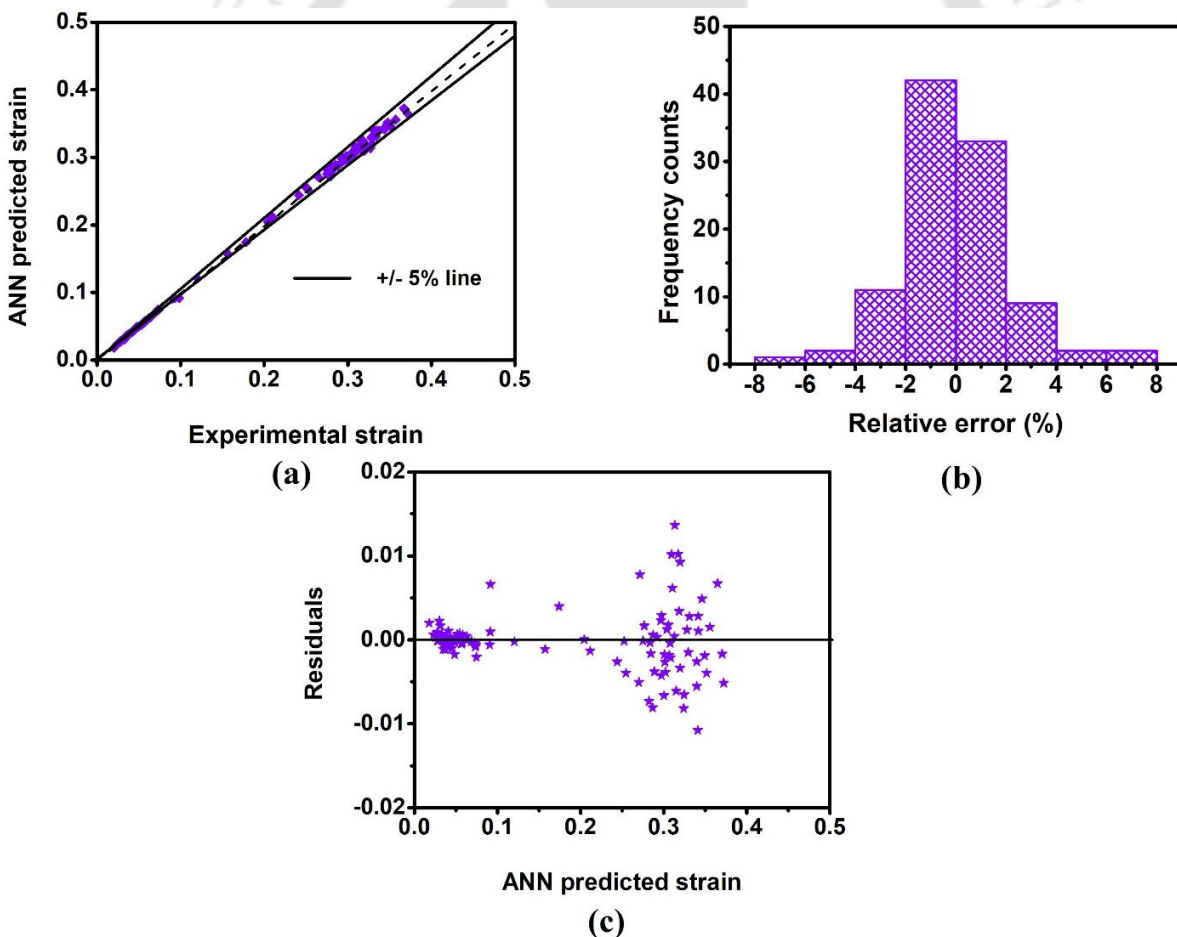 0.5
0.4
0.3
0.2
0.1
0.0
0.0 0.1 0.2 0.3 0.4 0.5
ANN predicted strain
+/- 5% line
Experimental strain
(a)
50
40
30
20
10
0
-8 -6 -4 -2 0 2 4 6 8
Frequency counts
Relative error (%)
(b)
0.02
0.01
0.00
-0.01
-0.02
0.0 0.1 0.2 0.3 0.4 0.5
Residuals
ANN predicted strain
(c)